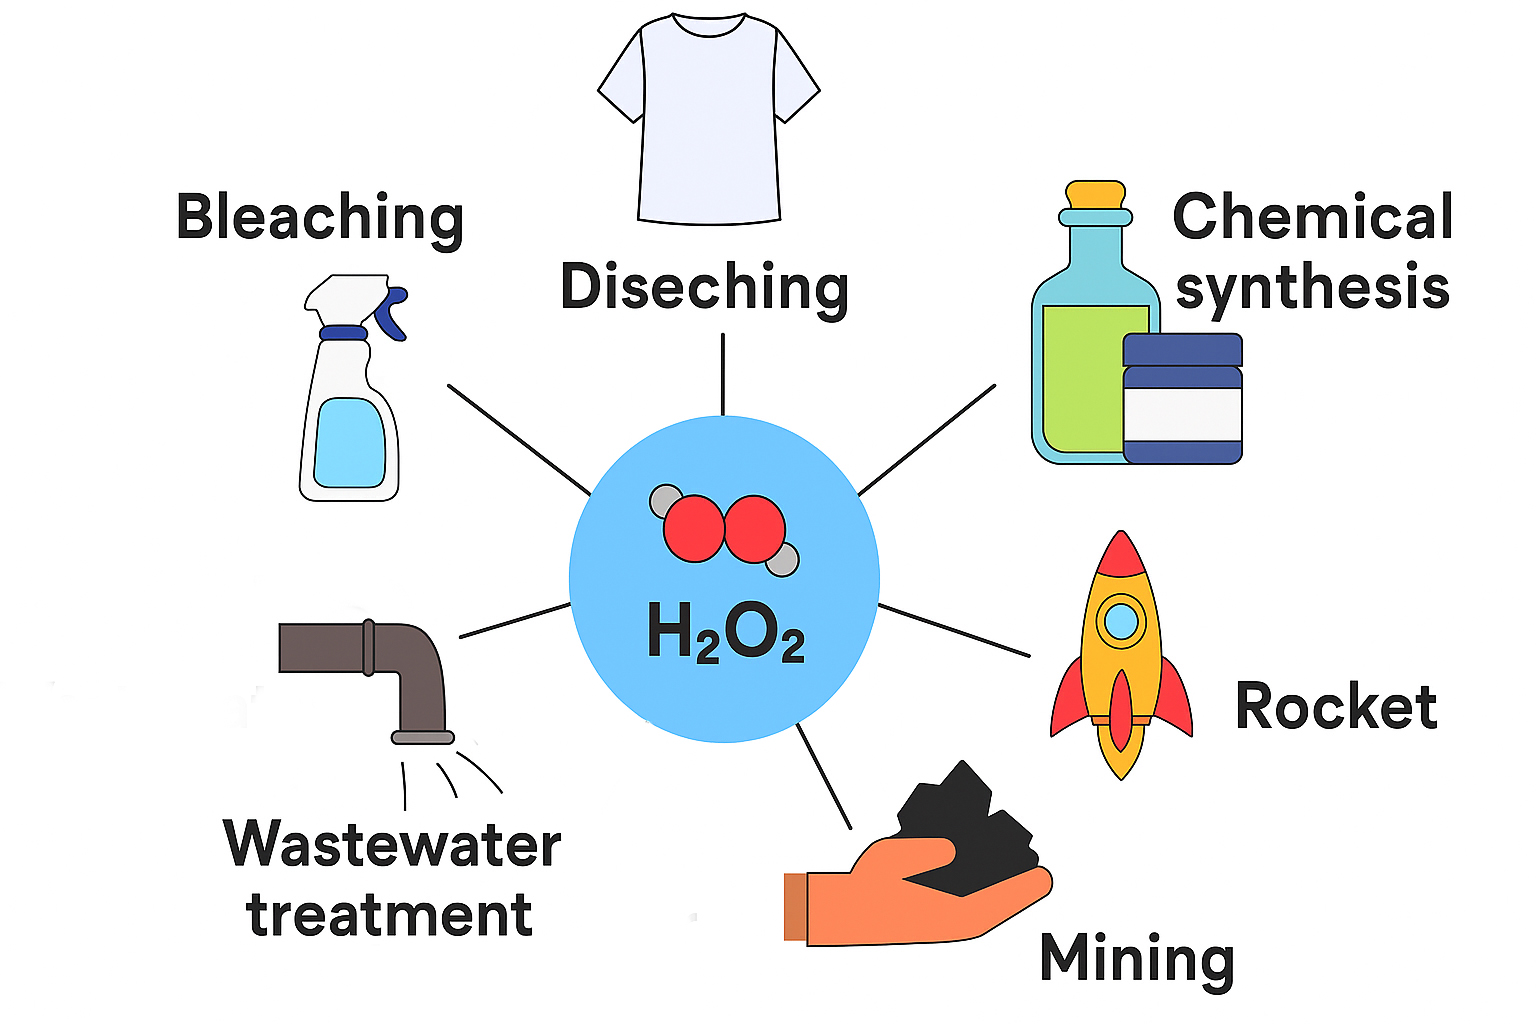 Bleaching
Diseching
Chemical
synthesis
H₂O₂
Rocket
Wastewater
treatment
Mining